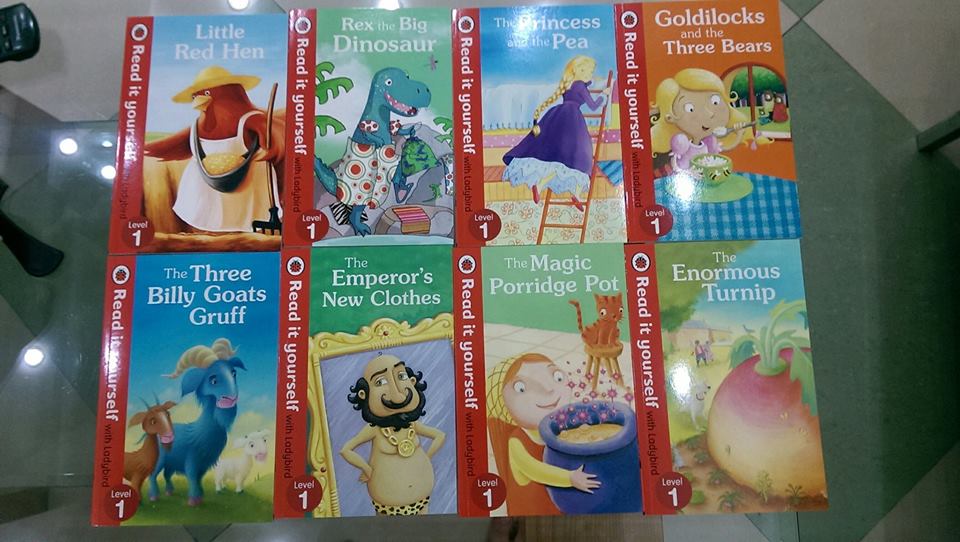 Little
Red Hen
Read it yourself with Ladybird
Level
1
Rex the Big
Dinosaur
Read it yourself with Ladybird
Level
1
The Princess
and the Pea
Read it yourself with Ladybird
Level
1
Goldilocks
and the
Three Bears
Read it yourself with Ladybird
Level
1
The Three
Billy Goats
Gruff
Read it yourself with Ladybird
Level
1
The
Emperor's
New Clothes
Read it yourself with Ladybird
Level
1
The Magic
Porridge Pot
Read it yourself with Ladybird
Level
1
The
Enormous
Turnip
Read it yourself with Ladybird
Level
1